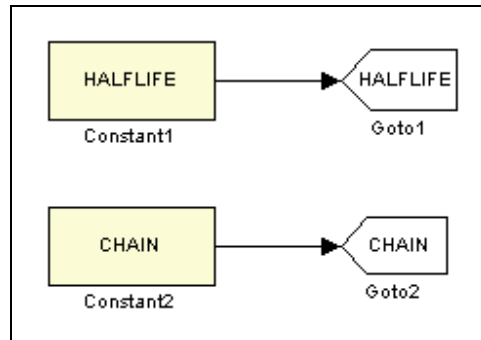 HALFLIFE
HALFLIFE
Constant1
Goto1
CHAIN
CHAIN
Constant2
Goto2